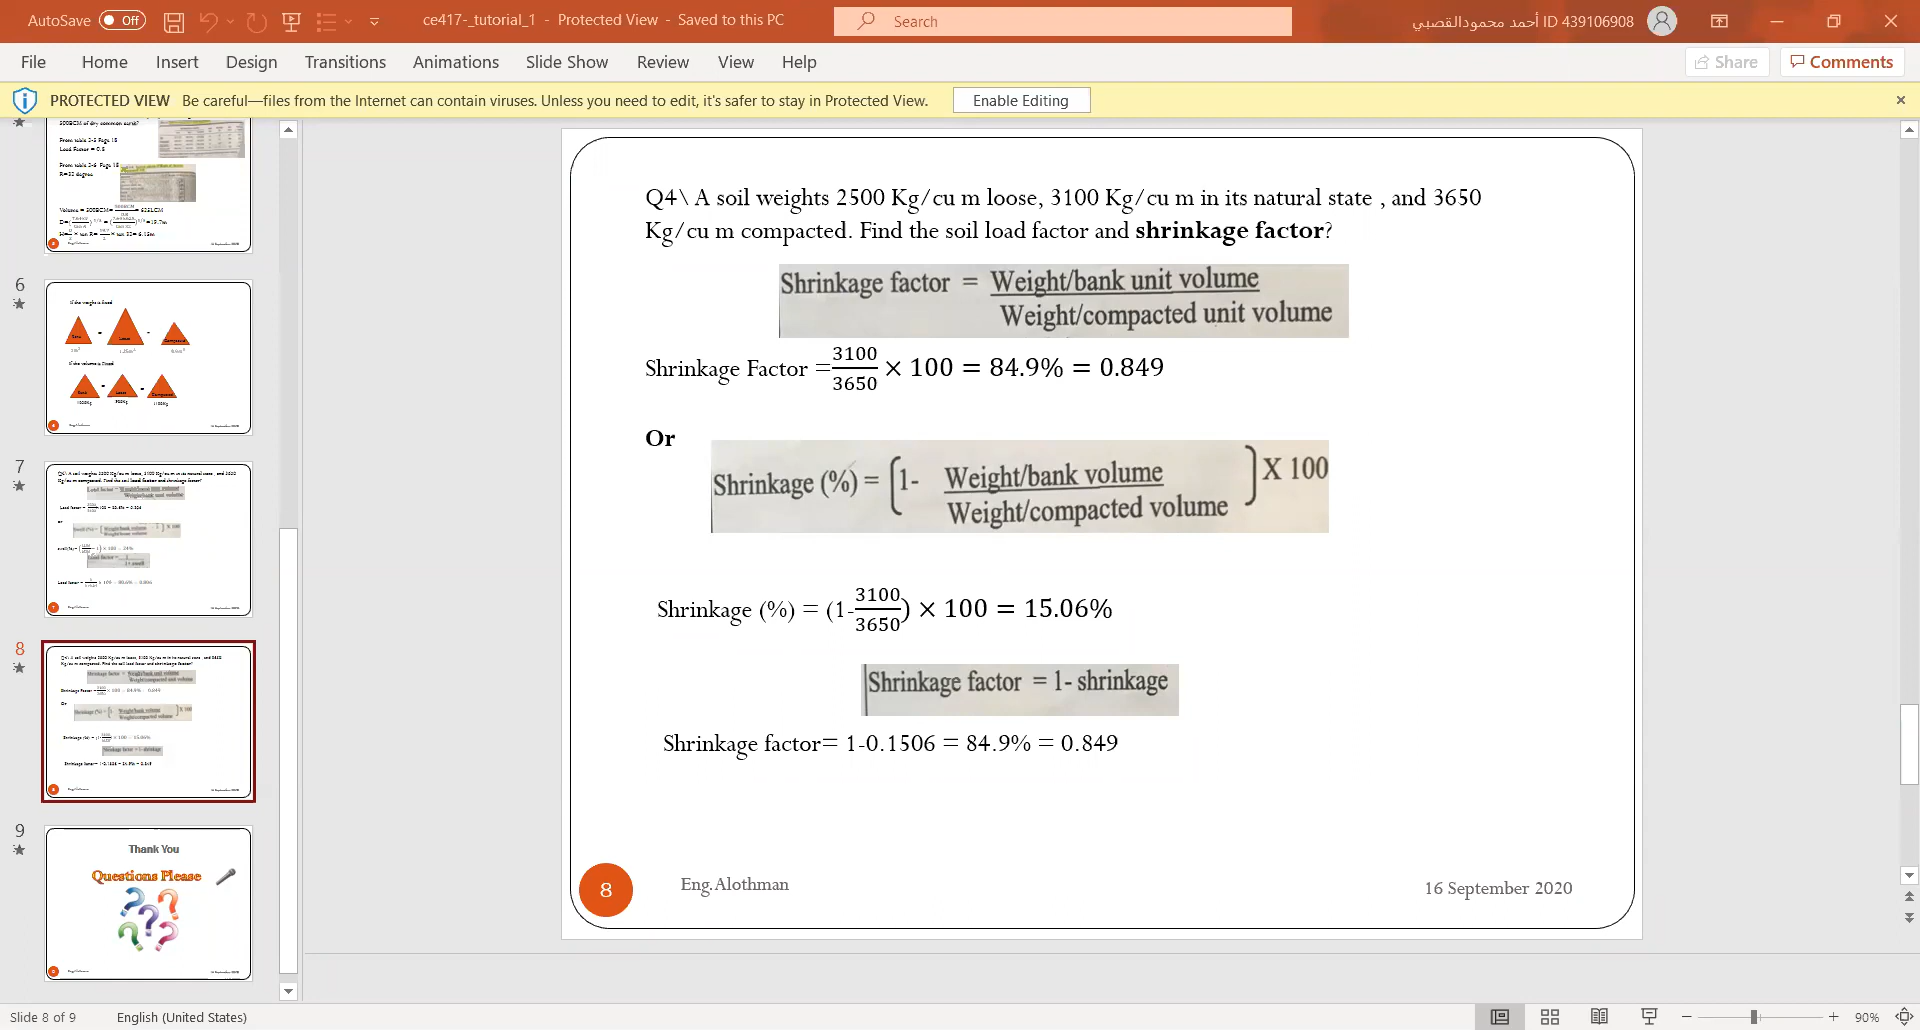 AutoSave Off ce417-_tutorial_1 - Protected View - Saved to this PC Search أحمد محمودالقصبي ID 439106908
File Home Insert Design Transitions Animations Slide Show Review View Help Share Comments
PROTECTED VIEW Be careful—files from the Internet can contain viruses. Unless you need to edit, it's safer to stay in Protected View. Enable Editing
6
7
8
9
Thank You
Questions Please
Q4\ A soil weights 2500 Kg/cu m loose, 3100 Kg/cu m in its natural state , and 3650
Kg/cu m compacted. Find the soil load factor and shrinkage factor?
Shrinkage factor = Weight/bank unit volume
Weight/compacted unit volume
Shrinkage Factor = 3100/3650 × 100 = 84.9% = 0.849
Or
Shrinkage (%) = [1- Weight/bank volume / Weight/compacted volume ] X 100
Shrinkage (%) = (1-3100/3650) × 100 = 15.06%
Shrinkage factor = 1- shrinkage
Shrinkage factor= 1-0.1506 = 84.9% = 0.849
8 Eng.Alothman 16 September 2020
Slide 8 of 9 English (United States) 90%